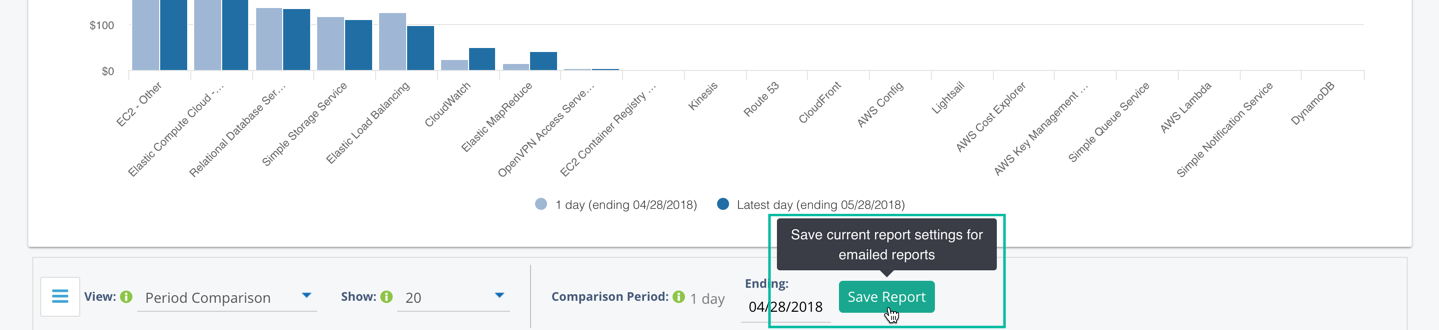 $100
$0
EC2 - Other
Elastic Compute Cloud -...
Relational Database Ser...
Simple Storage Service
Elastic Load Balancing
CloudWatch
Elastic MapReduce
OpenVPN Access Serve...
EC2 Container Registry ...
Kinesis
Route 53
CloudFront
AWS Config
Lightsail
AWS Cost Explorer
AWS Key Management ...
Simple Queue Service
AWS Lambda
Simple Notification Service
DynamoDB
1 day (ending 04/28/2018)
Latest day (ending 05/28/2018)
Save current report settings for
emailed reports
View:
Period Comparison
Show:
20
Comparison Period:
1 day
Ending:
04/28/2018
Save Report